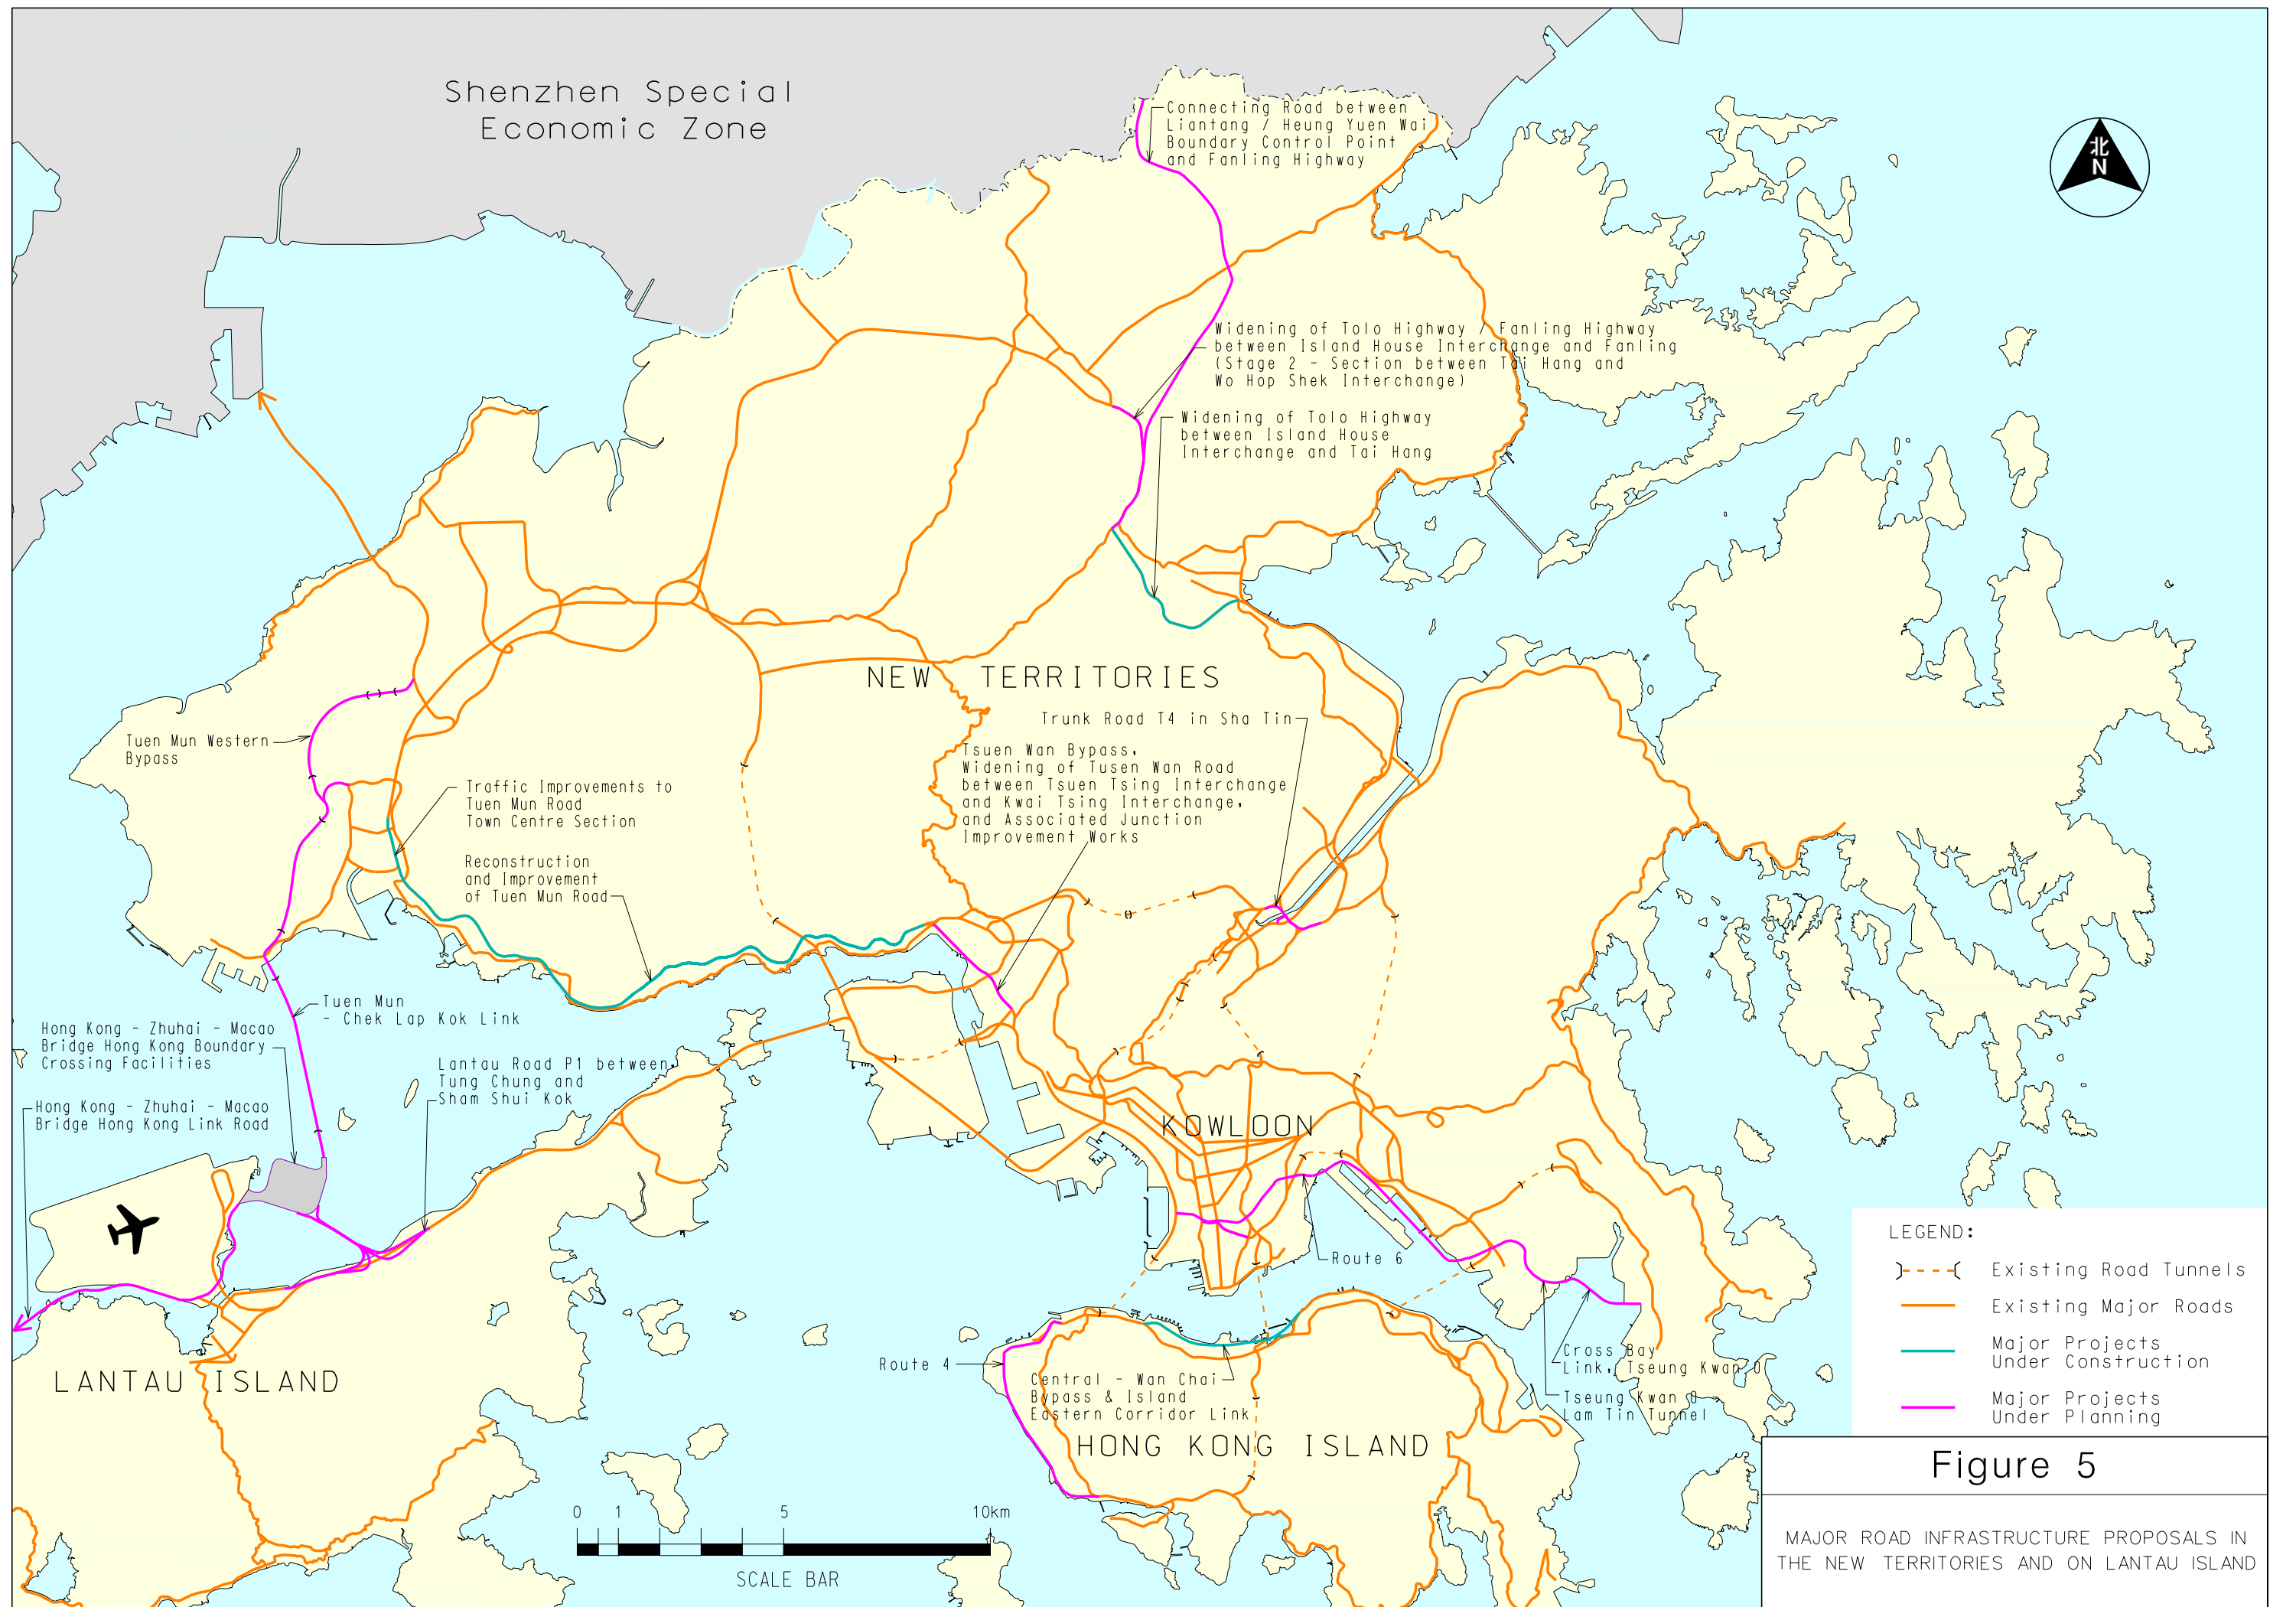 Shenzhen Special
Economic Zone
Connecting Road between
Liantang / Heung Yuen Wai
Boundary Control Point
and Fanling Highway
北
N
Widening of Tolo Highway / Fanling Highway
between Island House Interchange and Fanling
(Stage 2 - Section between Tai Hang and
Wo Hop Shek Interchange)
Widening of Tolo Highway
between Island House
Interchange and Tai Hang
NEW TERRITORIES
Trunk Road T4 in Sha Tin
Tuen Mun Western
Bypass
Tsuen Wan Bypass,
Widening of Tusen Wan Road
between Tsuen Tsing Interchange
and Kwai Tsing Interchange,
and Associated Junction
Improvement Works
Traffic Improvements to
Tuen Mun Road
Town Centre Section
Reconstruction
and Improvement
of Tuen Mun Road
Tuen Mun
- Chek Lap Kok Link
Hong Kong - Zhuhai - Macao
Bridge Hong Kong Boundary
Crossing Facilities
Lantau Road P1 between
Tung Chung and
Sham Shui Kok
Hong Kong - Zhuhai - Macao
Bridge Hong Kong Link Road
KOWLOON
Route 6
Route 4
Cross Bay
Link, Tseung Kwan O
Central - Wan Chai
Bypass & Island
Eastern Corridor Link
Tseung Kwan O
Lam Tin Tunnel
LANTAU ISLAND
HONG KONG ISLAND
0 1 5 10km
SCALE BAR
LEGEND:
Existing Road Tunnels
Existing Major Roads
Major Projects
Under Construction
Major Projects
Under Planning
Figure 5
MAJOR ROAD INFRASTRUCTURE PROPOSALS IN
THE NEW TERRITORIES AND ON LANTAU ISLAND